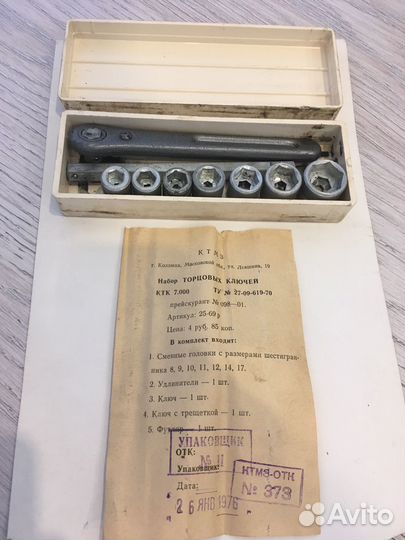 КТМЗ
г. Коломна, Московской обл., ул. Левшина, 19
Набор ТОРЦОВЫХ КЛЮЧЕЙ
КТК 7.000 ТУ № 27-09-619-70
прейскурант № 098—01.
Артикул: 25-69 р
Цена: 4 руб. 85 коп.
В комплект входит:
1. Сменные головки с размерами шестигран-
ника 8, 9, 10, 11, 12, 14, 17.
2. Удлинители — 1 шт.
3. Ключ — 1 шт.
4. Ключ с трещеткой — 1 шт.
5. Футляр — 1 шт.
УПАКОВЩИК
ОТК: № 11
Упаковщик:
КТМЗ-ОТК
№ 373
Дата:
26 ЯНВ 1976
Avito